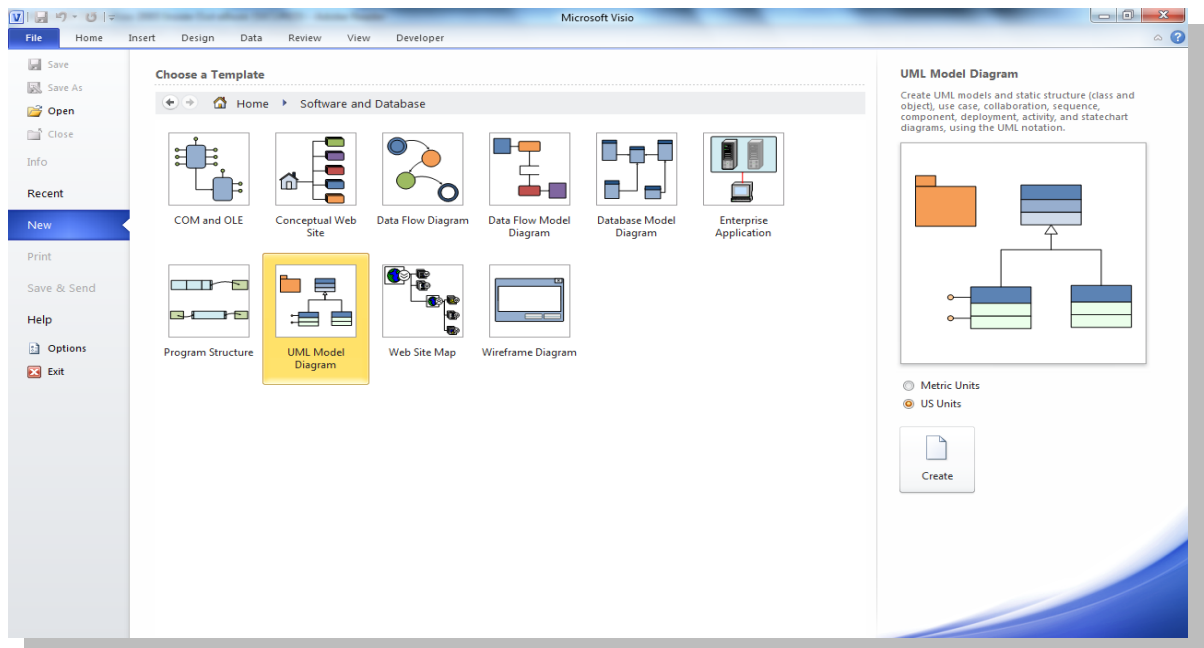 Microsoft Visio
File Home Insert Design Data Review View Developer
Save
Save As
Open
Close
Info
Recent
New
Print
Save & Send
Help
Options
Exit
Choose a Template
Home Software and Database
COM and OLE
Conceptual Web
Site
Data Flow Diagram
Data Flow Model
Diagram
Database Model
Diagram
Enterprise
Application
Program Structure
UML Model
Diagram
Web Site Map
Wireframe Diagram
UML Model Diagram
Create UML models and static structure (class and
object), use case, collaboration, sequence,
component, deployment, activity, and statechart
diagrams, using the UML notation.
Metric Units
US Units
Create